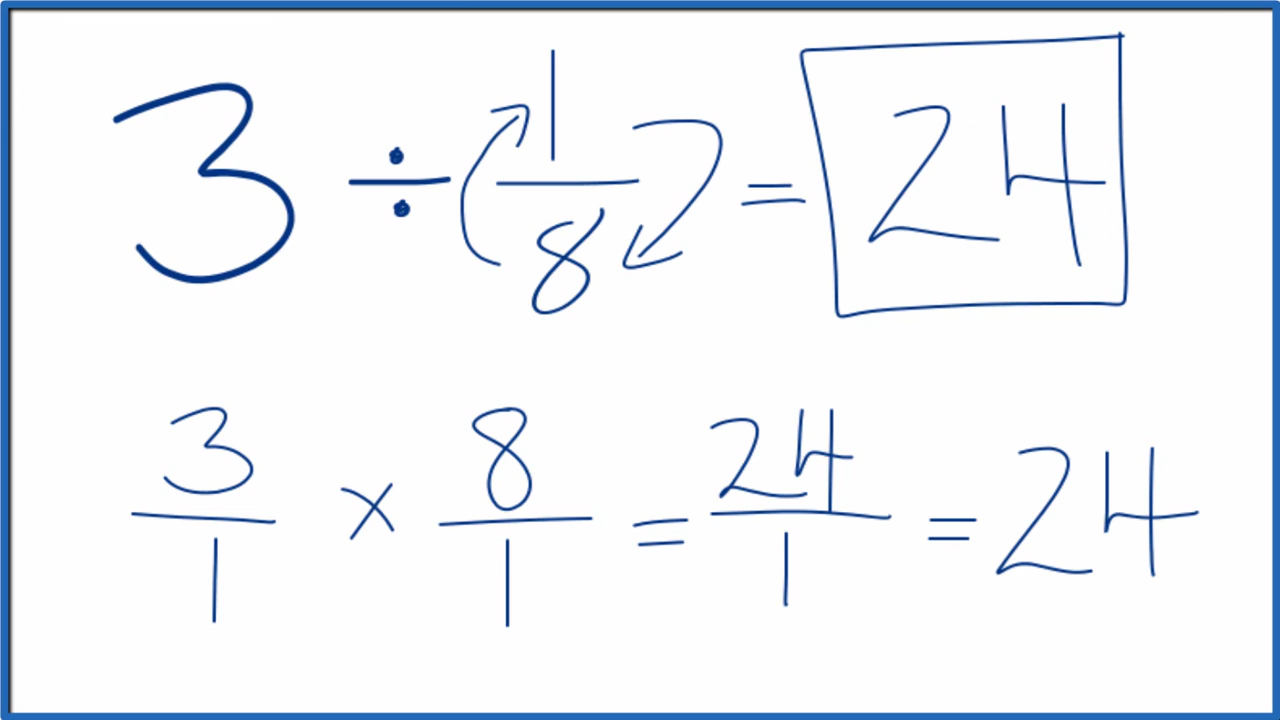 3 ÷ 1/8 = 24
3/1 × 8/1 = 24/1 = 24